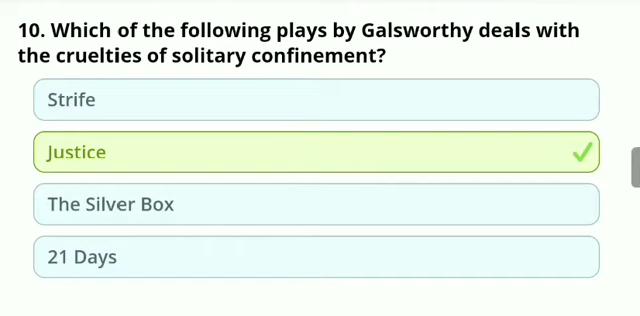 10. Which of the following plays by Galsworthy deals with
the cruelties of solitary confinement?
Strife
Justice
The Silver Box
21 Days